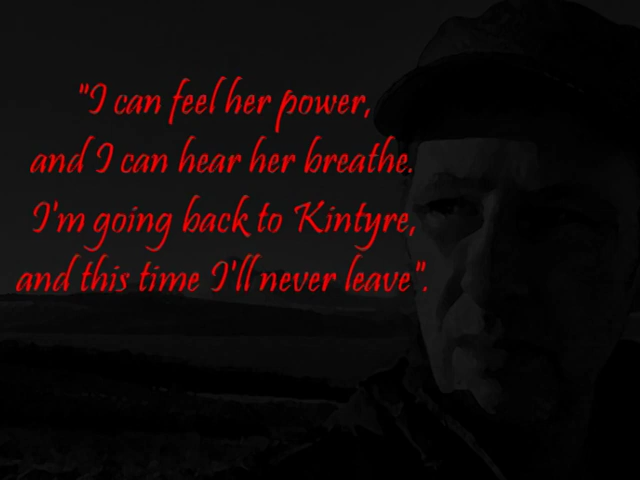 "I can feel her power,
and I can hear her breathe.
I'm going back to Kintyre,
and this time I'll never leave".